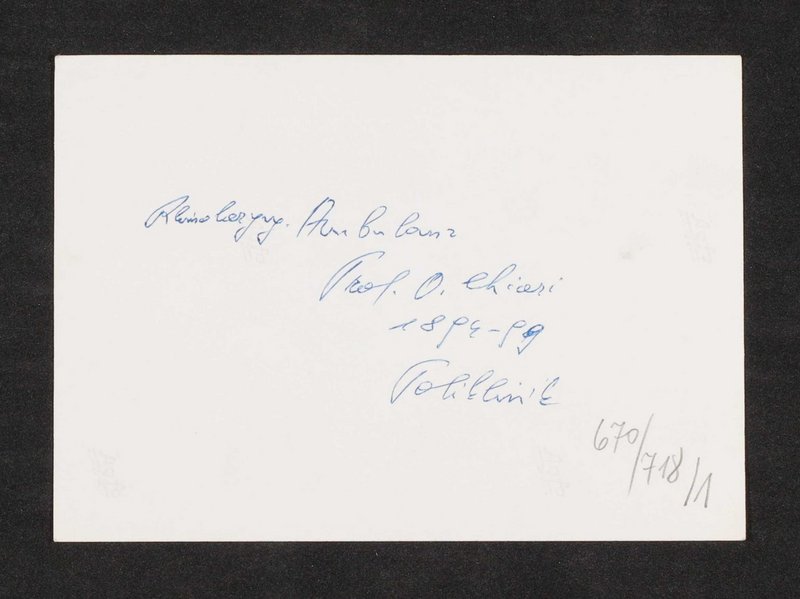 Rhinolaryng. Ambulanz
Prof. O. Chiari
1894-99
Poliklinik
670/718/1